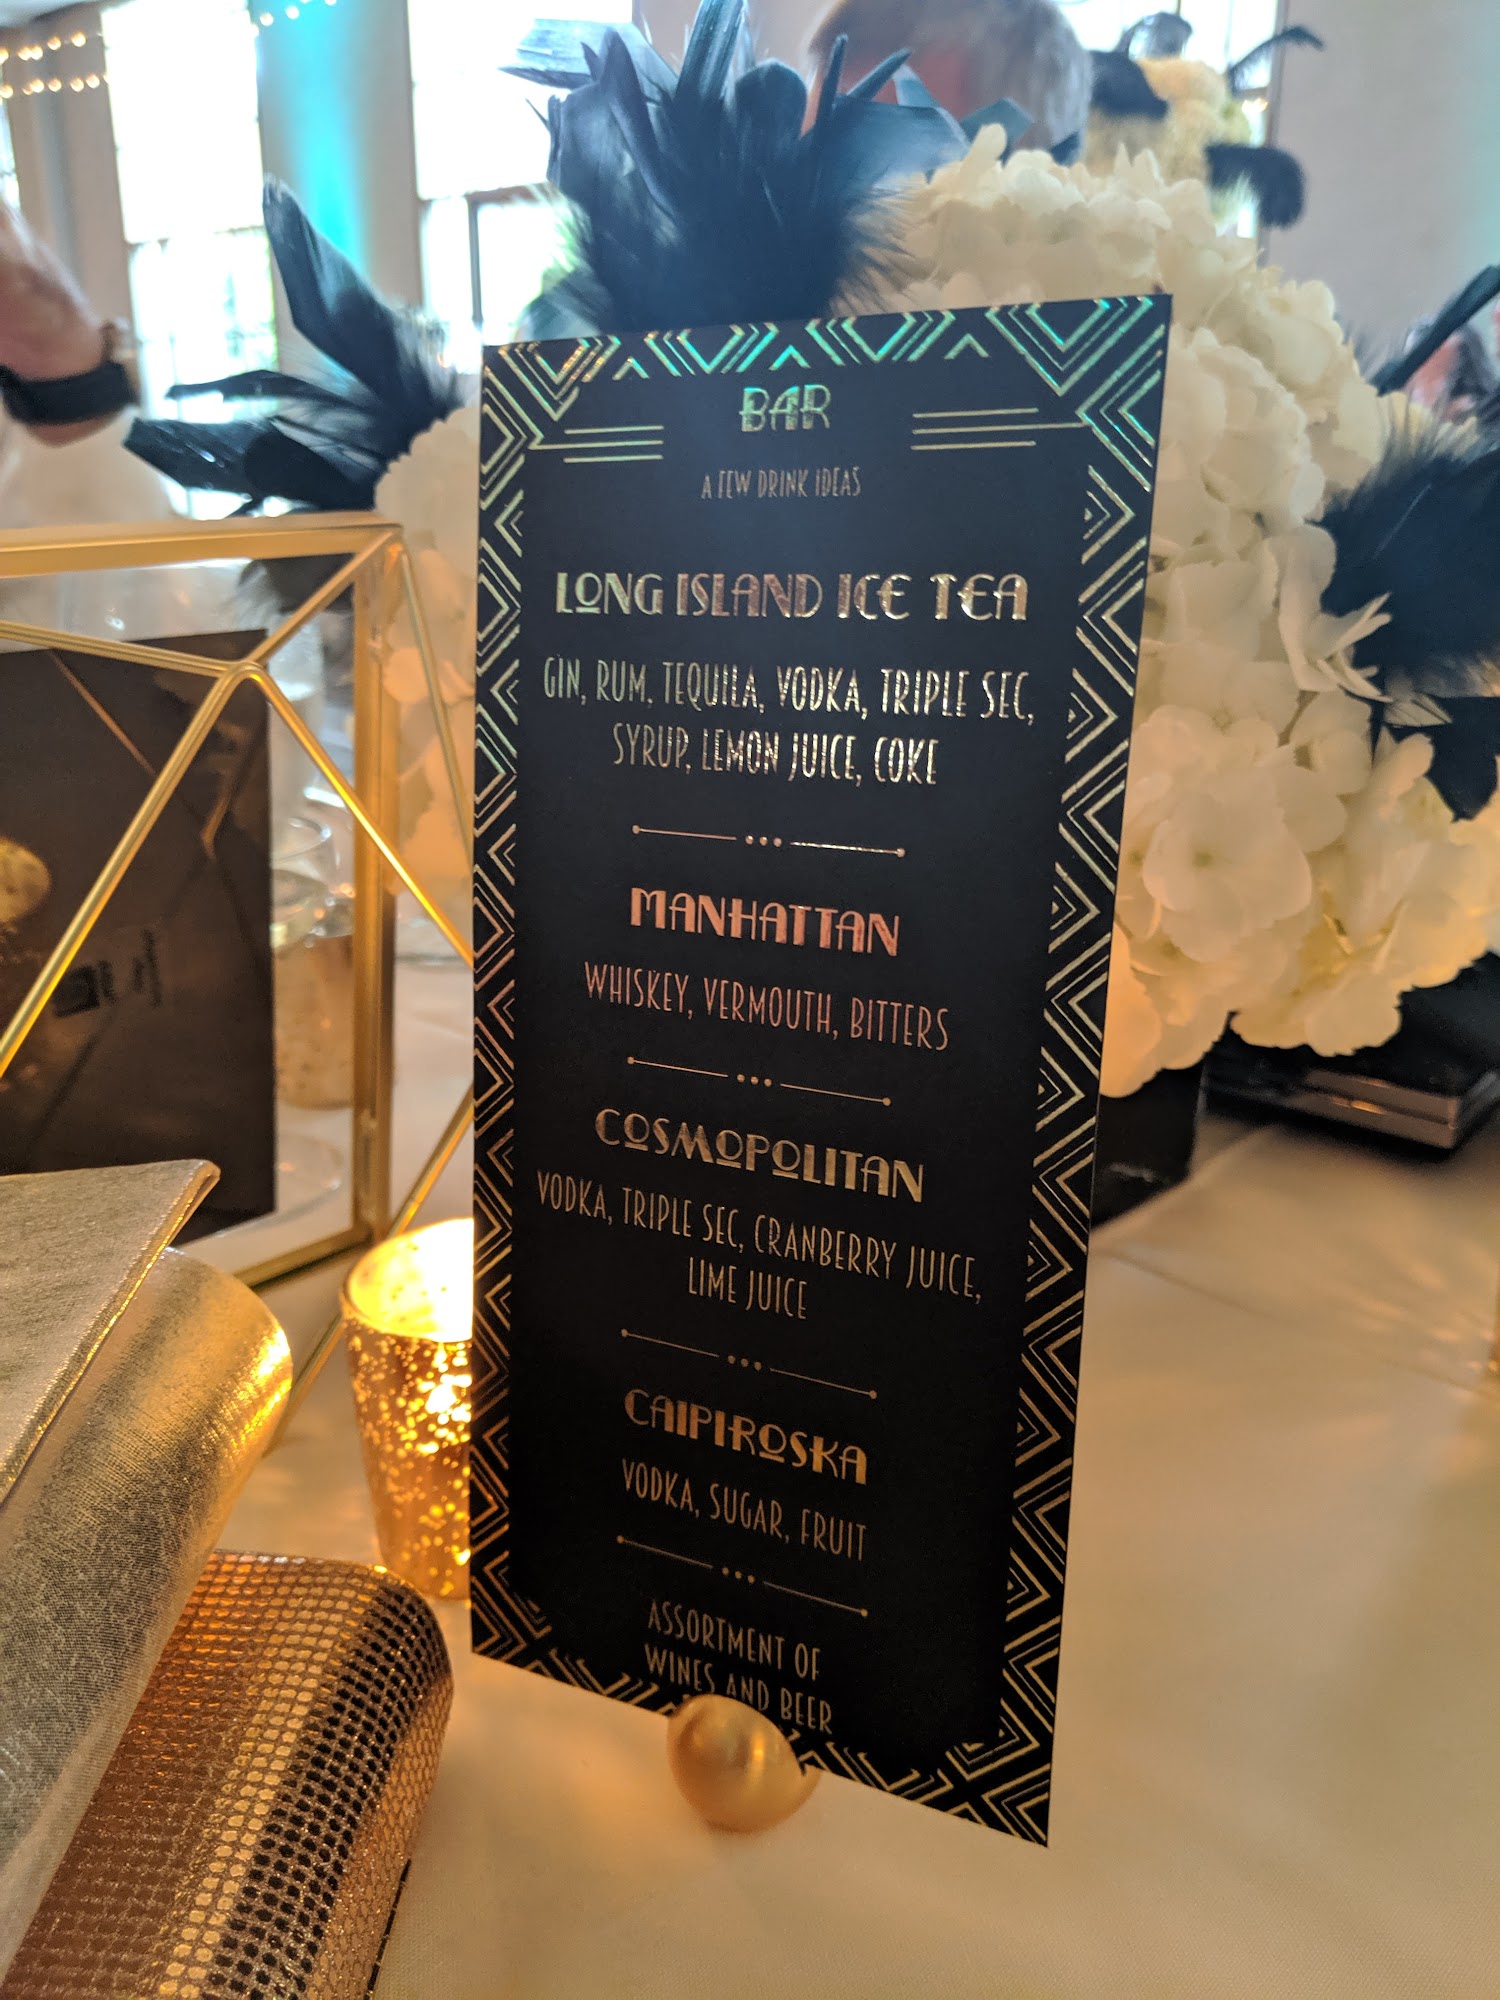 BAR
A FEW DRINK IDEAS
LONG ISLAND ICE TEA
GIN, RUM, TEQUILA, VODKA, TRIPLE SEC,
SYRUP, LEMON JUICE, COKE
MANHATTAN
WHISKEY, VERMOUTH, BITTERS
COSMOPOLITAN
VODKA, TRIPLE SEC, CRANBERRY JUICE,
LIME JUICE
CAIPIROSKA
VODKA, SUGAR, FRUIT
ASSORTMENT OF
WINES AND BEER